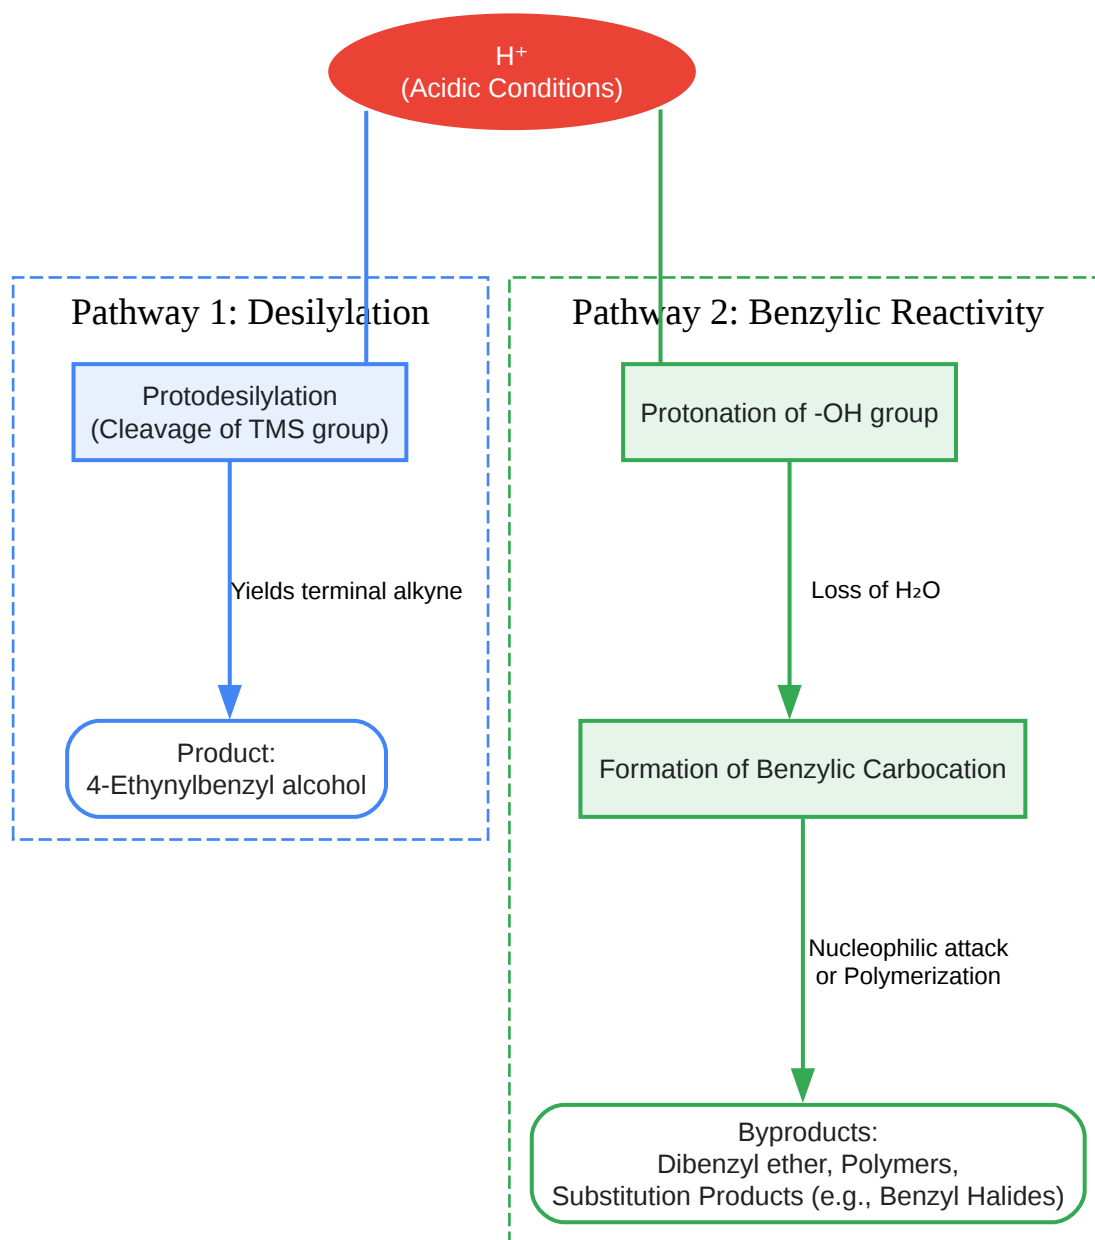 H⁺
(Acidic Conditions)
Pathway 1: Desilylation
Protodesilylation
(Cleavage of TMS group)
Yields terminal alkyne
Product:
4-Ethynylbenzyl alcohol
Pathway 2: Benzylic Reactivity
Protonation of -OH group
Loss of H₂O
Formation of Benzylic Carbocation
Nucleophilic attack
or Polymerization
Byproducts:
Dibenzyl ether, Polymers,
Substitution Products (e.g., Benzyl Halides)